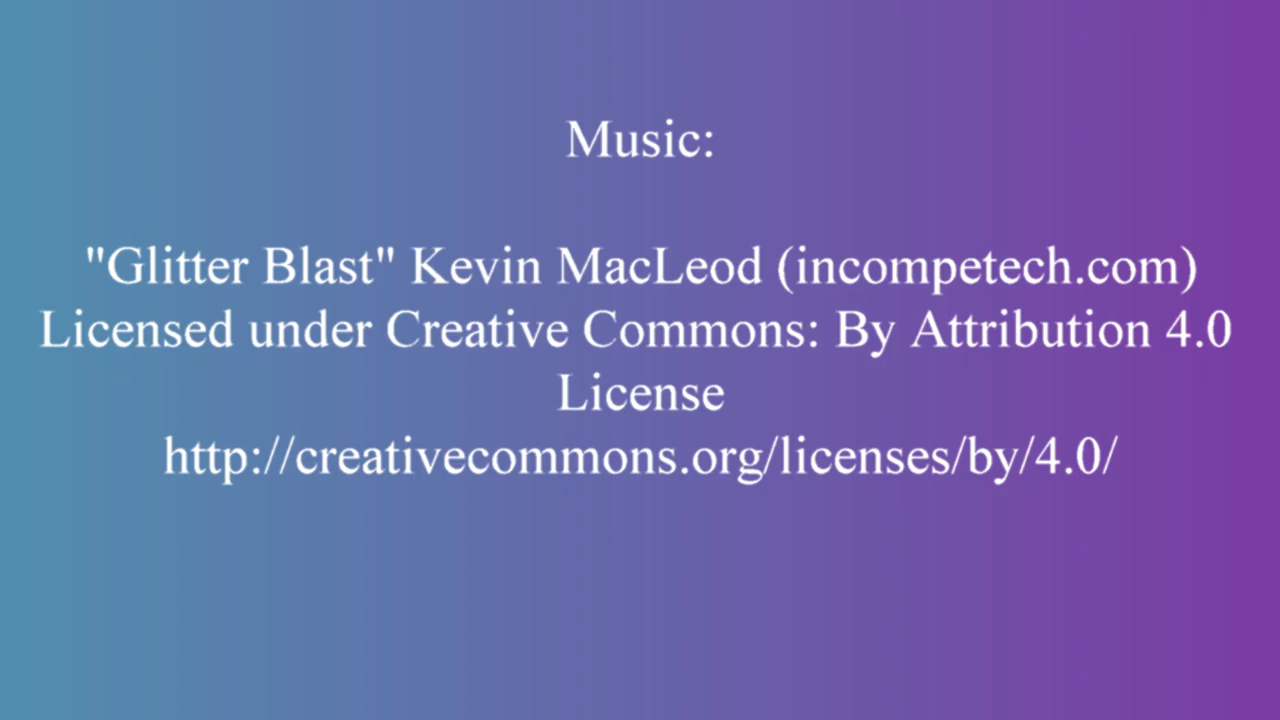 Music:
"Glitter Blast" Kevin MacLeod (incompetech.com)
Licensed under Creative Commons: By Attribution 4.0
License
http://creativecommons.org/licenses/by/4.0/